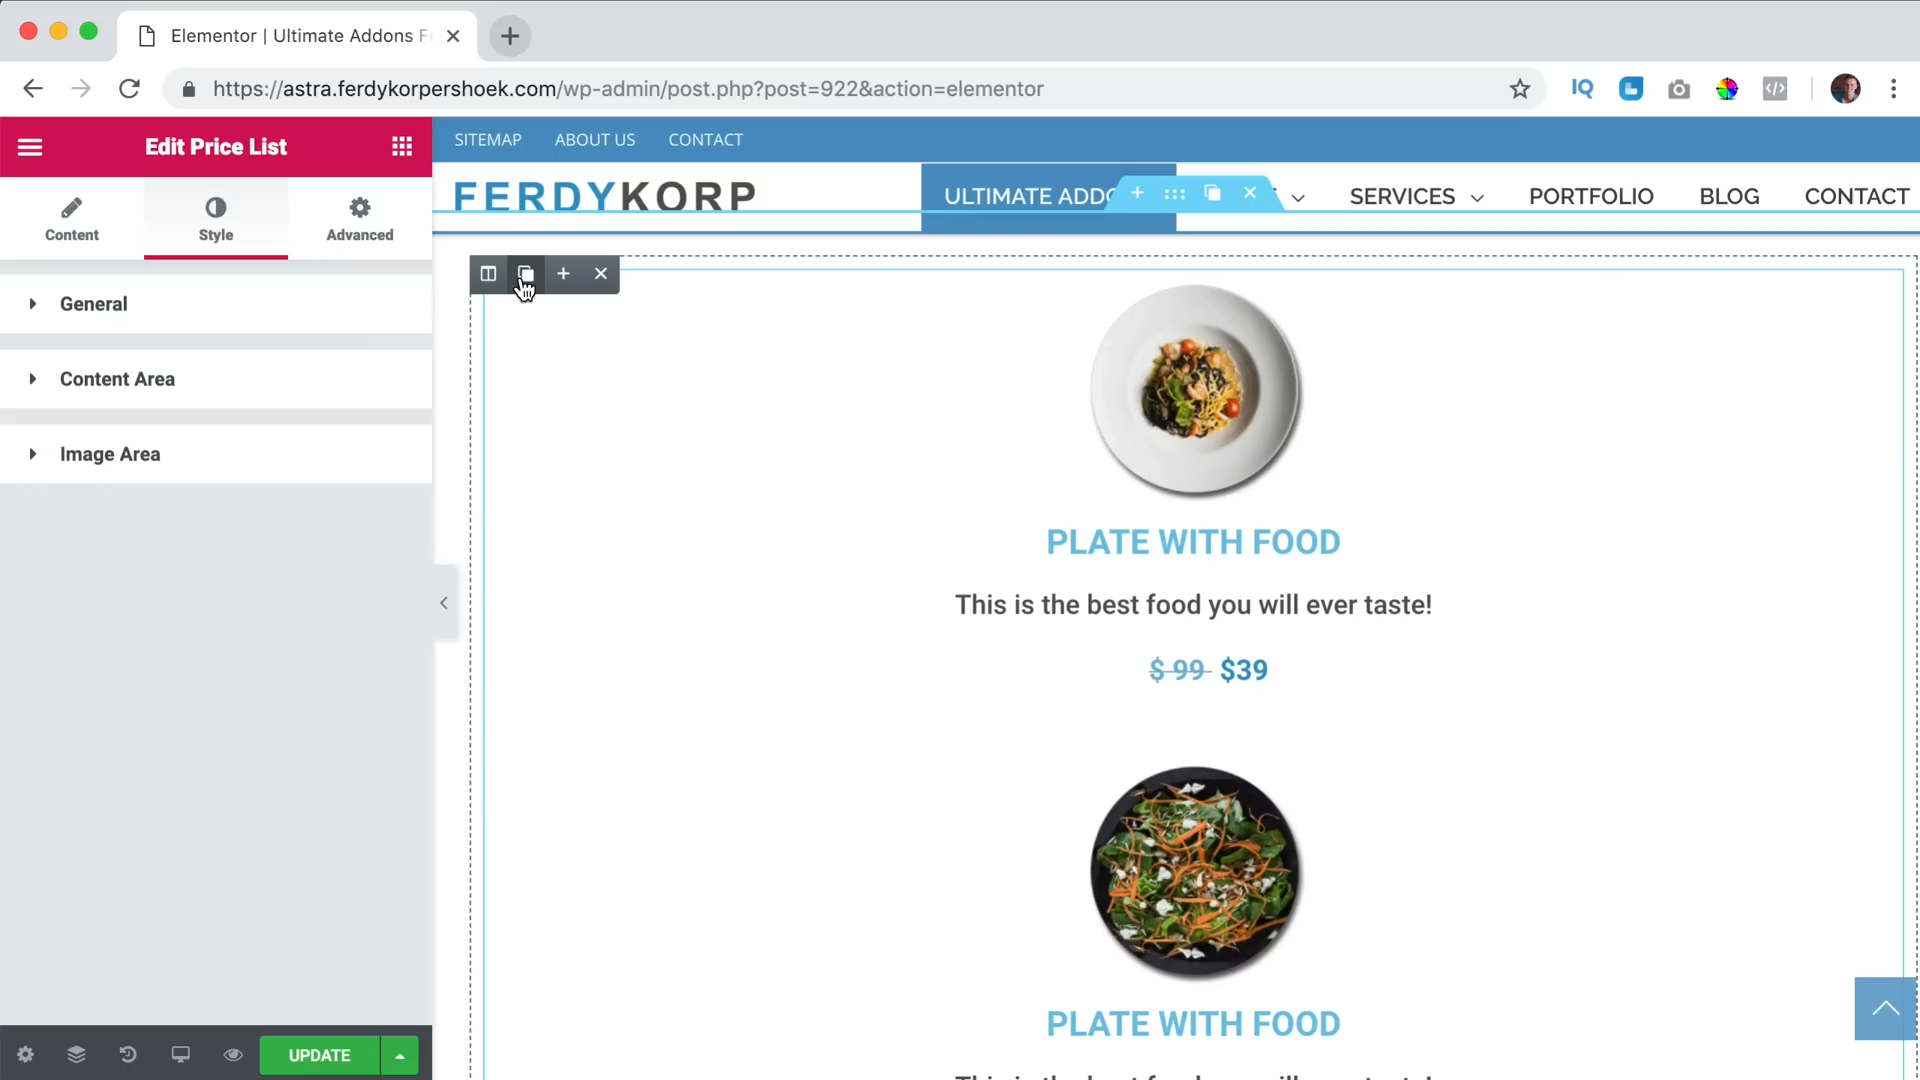 Elementor | Ultimate Addons F
https://astra.ferdykorpershoek.com/wp-admin/post.php?post=922&action=elementor
IQ
Edit Price List
SITEMAP ABOUT US CONTACT
FERDYKORP
ULTIMATE ADDO
SERVICES
PORTFOLIO
BLOG
CONTACT
Content
Style
Advanced
General
Content Area
Image Area
PLATE WITH FOOD
This is the best food you will ever taste!
$ 99 $39
PLATE WITH FOOD
UPDATE